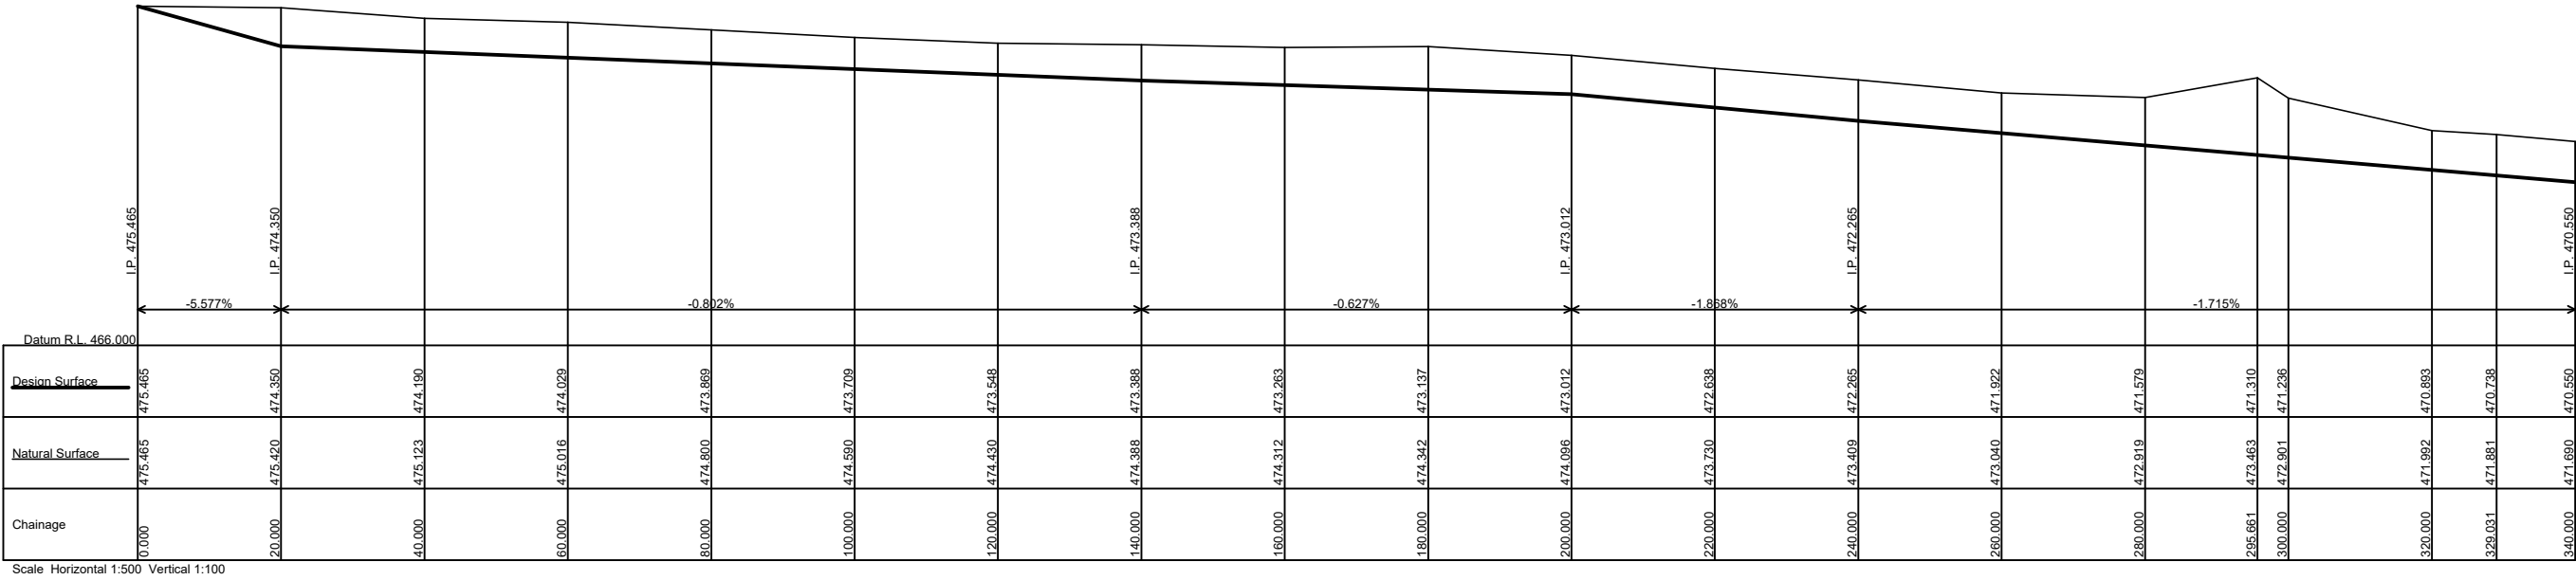 I.P. 475.465 I.P. 474.350 I.P. 473.388 I.P. 473.012 I.P. 472.265 I.P. 470.550
-5.577% -0.802% -0.627% -1.868% -1.715%
Datum R.L. 466.000
Design Surface 475.465 474.350 474.190 474.029 473.869 473.709 473.548 473.388 473.263 473.137 473.012 472.638 472.265 471.922 471.579 471.310 471.236 470.893 470.738 470.550
Natural Surface 475.465 475.420 475.123 475.016 474.800 474.590 474.430 474.388 474.312 474.342 474.096 473.730 473.409 473.040 472.919 473.463 472.901 471.992 471.881 471.690
Chainage 0.000 20.000 40.000 60.000 80.000 100.000 120.000 140.000 160.000 180.000 200.000 220.000 240.000 260.000 280.000 295.661 300.000 320.000 329.031 340.000
Scale Horizontal 1:500 Vertical 1:100